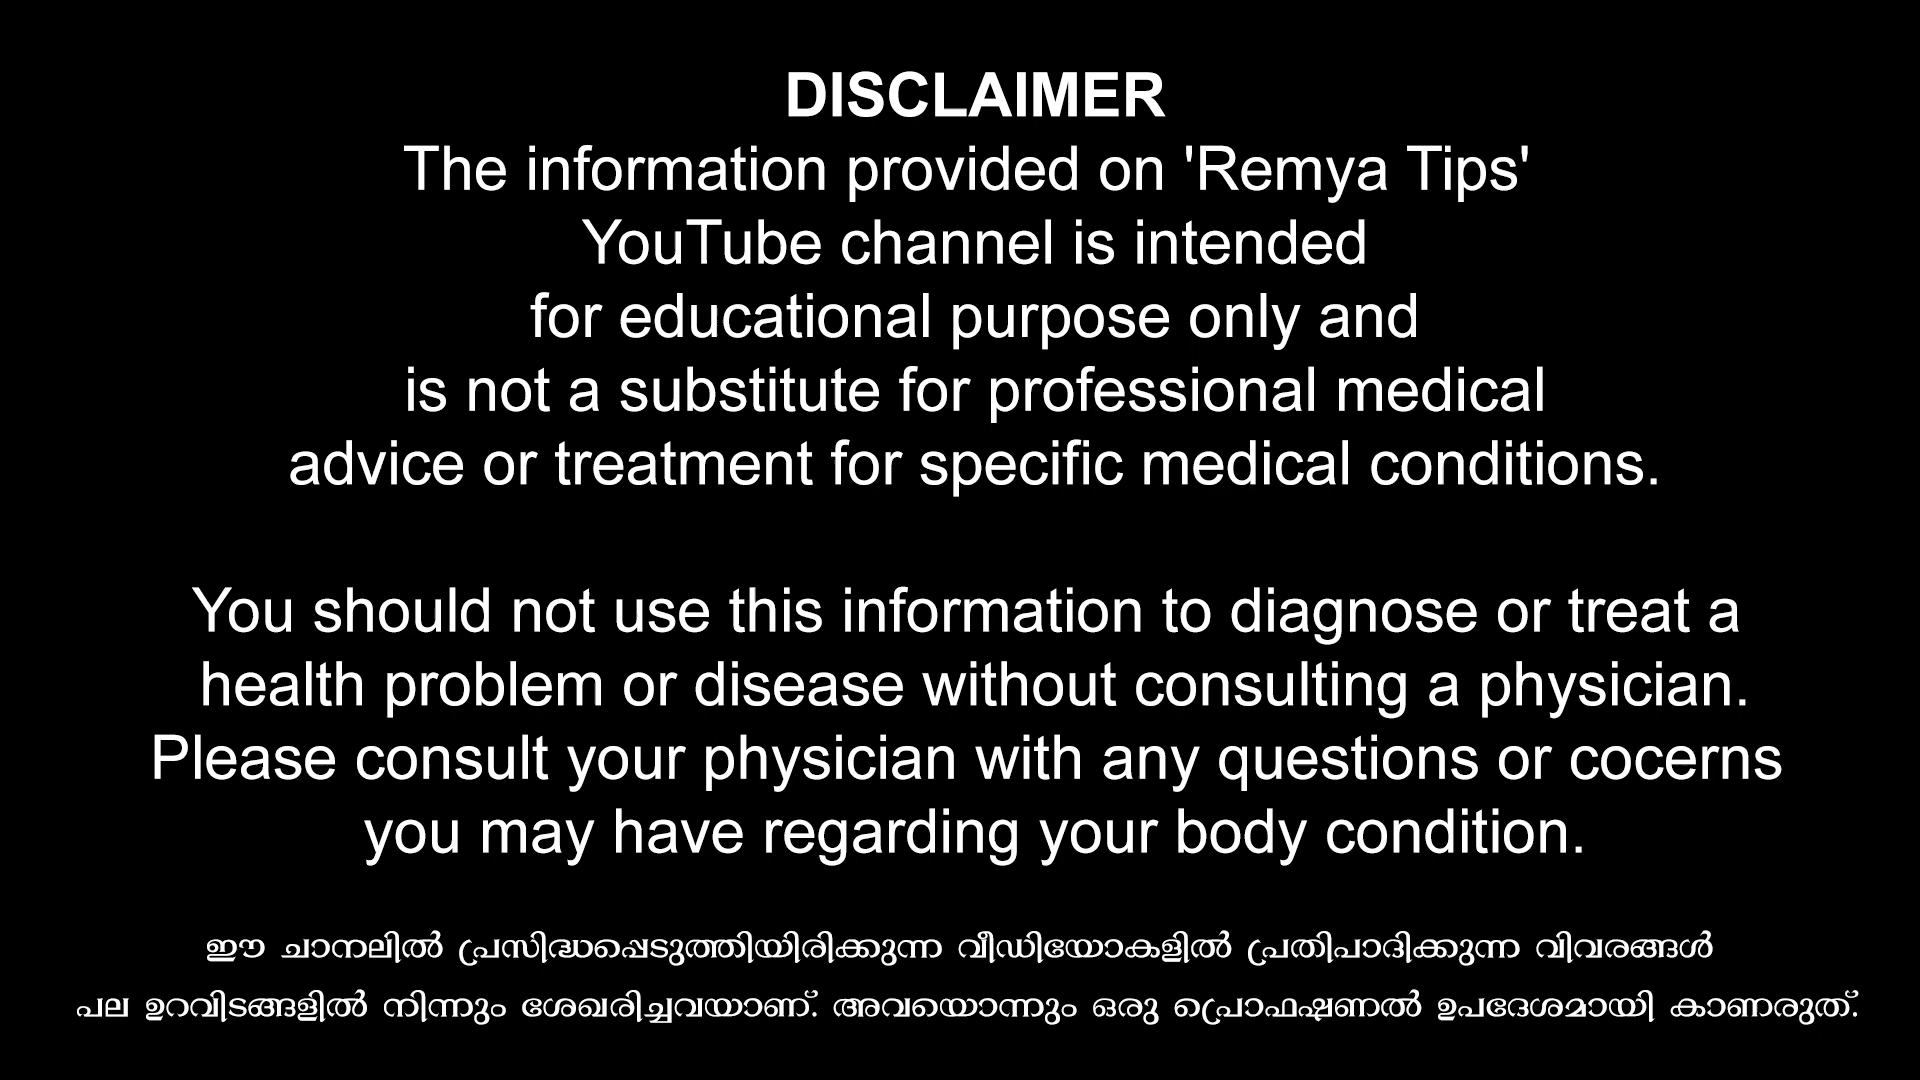 DISCLAIMER
The information provided on 'Remya Tips'
YouTube channel is intended
for educational purpose only and
is not a substitute for professional medical
advice or treatment for specific medical conditions.
You should not use this information to diagnose or treat a
health problem or disease without consulting a physician.
Please consult your physician with any questions or cocerns
you may have regarding your body condition.
ഈ ചാനലിൽ പ്രസിദ്ധപ്പെടുത്തിയിരിക്കുന്ന വീഡിയോകളിൽ പ്രതിപാദിക്കുന്ന വിവരങ്ങൾ
പല ഉറവിടങ്ങളിൽ നിന്നും ശേഖരിച്ചവയാണ്. അവയൊന്നും ഒരു പ്രൊഫഷണൽ ഉപദേശമായി കാണരുത്.